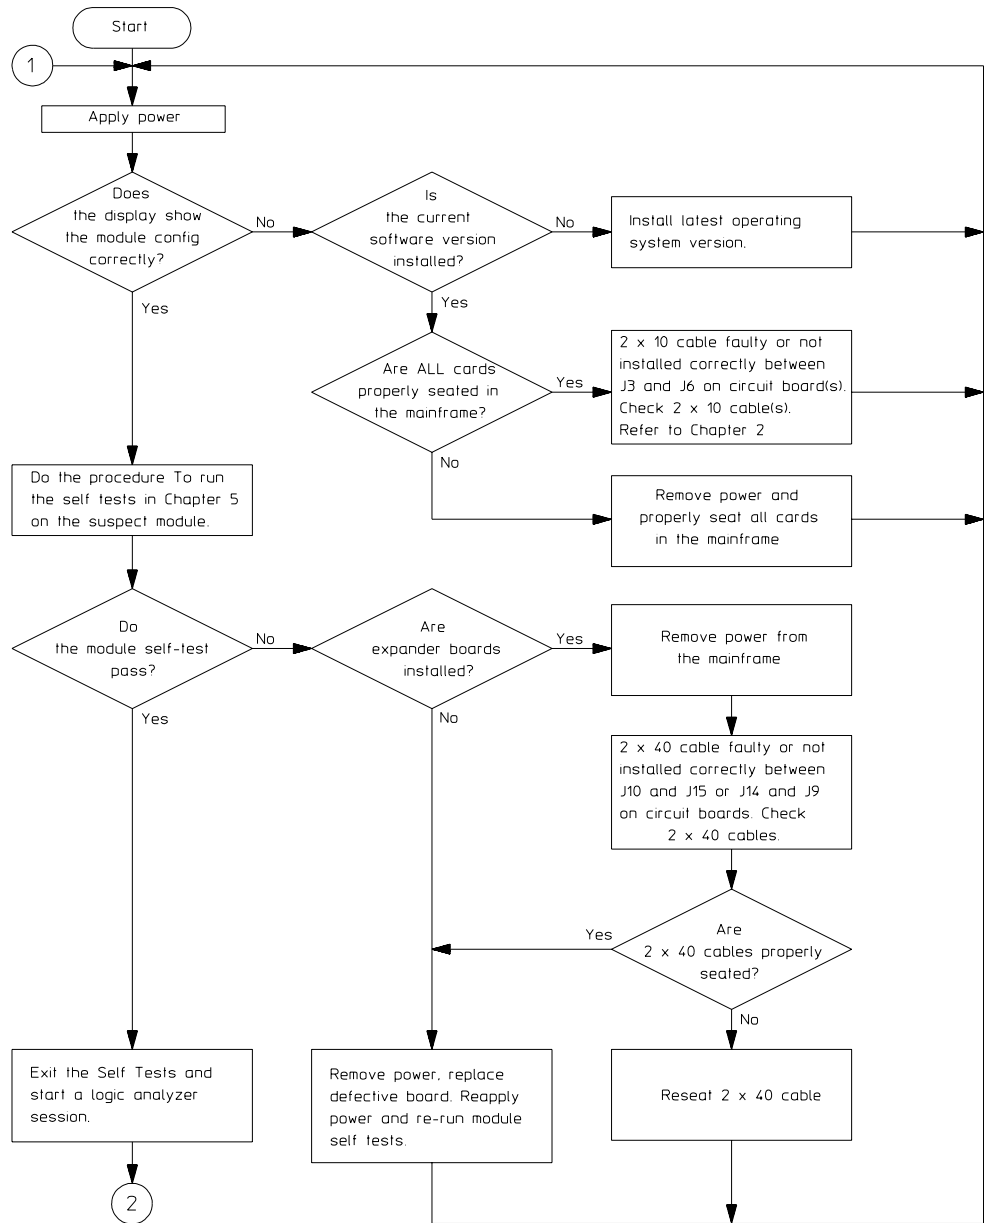 Start
1
Apply power
Does
the display show
the module config
correctly?
No
Is
the current
software version
installed?
No
Install latest operating
system version.
Yes
Yes
Are ALL cards
properly seated in
the mainframe?
Yes
2 x 10 cable faulty or not
installed correctly between
J3 and J6 on circuit board(s).
Check 2 x 10 cable(s).
Refer to Chapter 2
No
Do the procedure To run
the self tests in Chapter 5
on the suspect module.
Remove power and
properly seat all cards
in the mainframe
Do
the module self-test
pass?
No
Are
expander boards
installed?
Yes
Remove power from
the mainframe
Yes
No
2 x 40 cable faulty or not
installed correctly between
J10 and J15 or J14 and J9
on circuit boards. Check
2 x 40 cables.
Yes
Are
2 x 40 cables properly
seated?
No
Exit the Self Tests and
start a logic analyzer
session.
Remove power, replace
defective board. Reapply
power and re-run module
self tests.
Reseat 2 x 40 cable
2